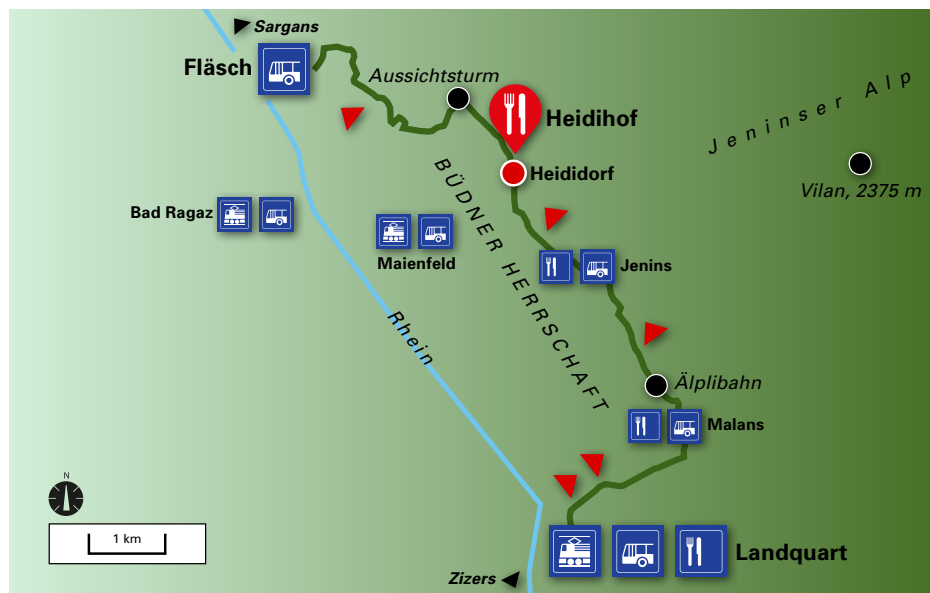 Sargans
Fläsch
Aussichtsturm
Heidihof
Jeninser Alp
Heididorf
Vilan, 2375 m
Bad Ragaz
Maienfeld
BÜDNER HERRSCHAFT
Jenins
Rhein
Älplibahn
Malans
N
1 km
Landquart
Zizers